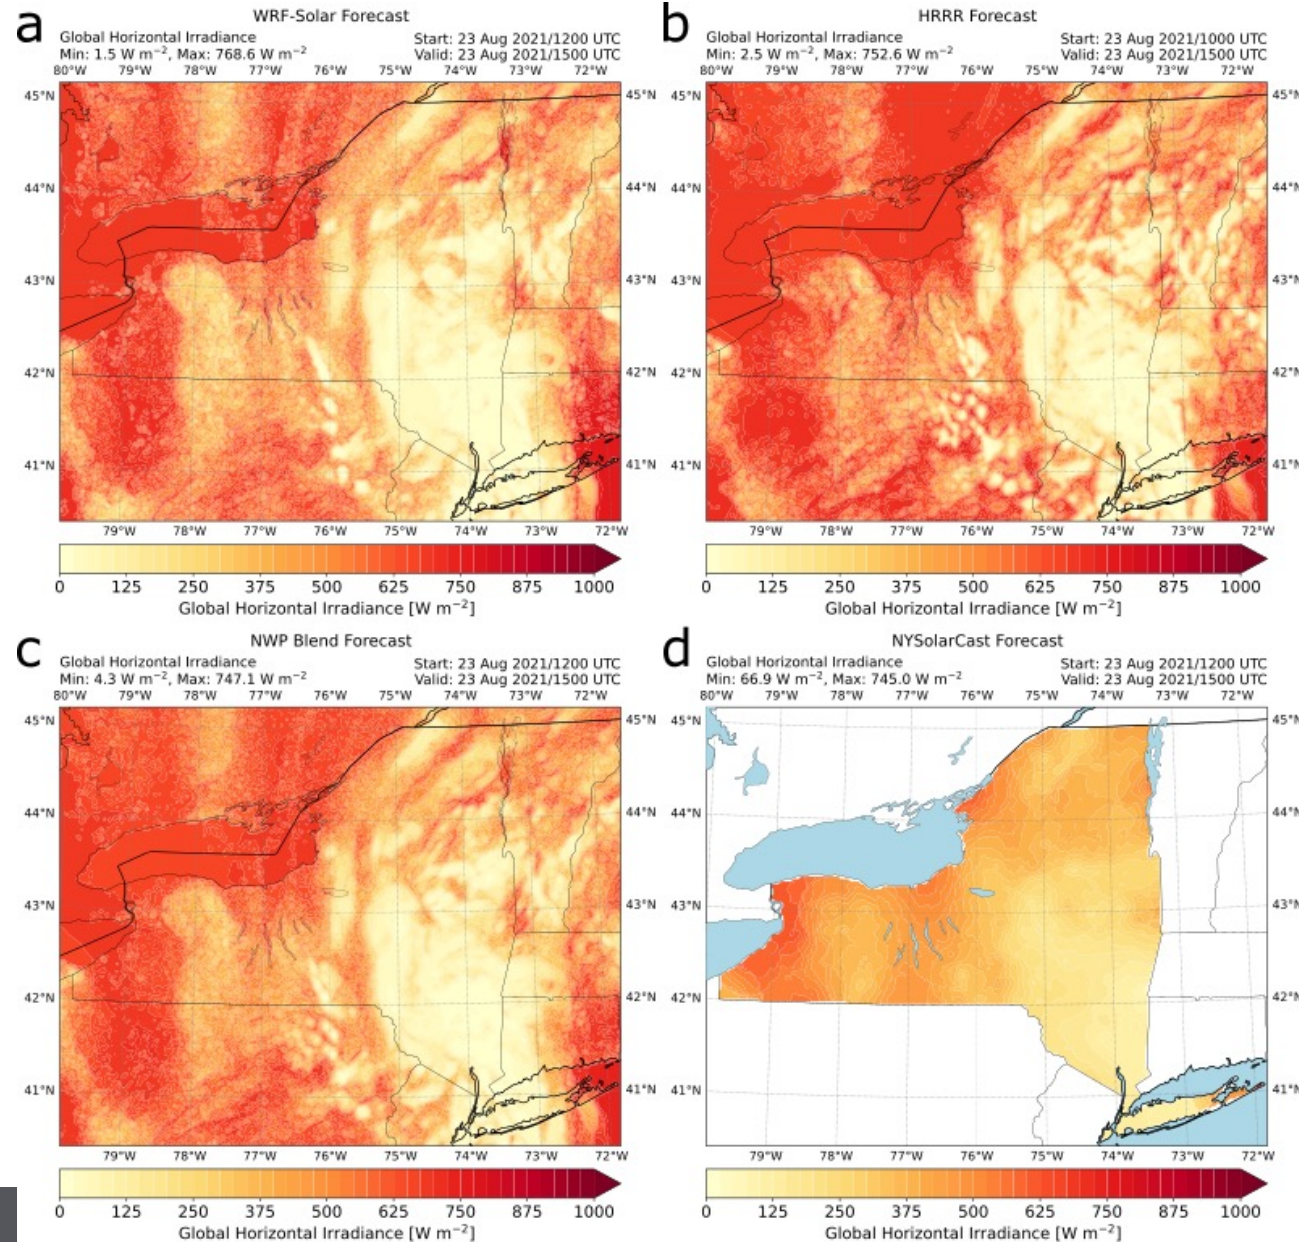 a
WRF-Solar Forecast
Global Horizontal Irradiance
Start: 23 Aug 2021/1200 UTC
Min: 1.5 W m⁻², Max: 768.6 W m⁻²
Valid: 23 Aug 2021/1500 UTC
80°W 79°W 78°W 77°W 76°W 75°W 74°W 73°W 72°W
45°N 45°N
44°N 44°N
43°N 43°N
42°N 42°N
41°N 41°N
79°W 78°W 77°W 76°W 75°W 74°W 73°W 72°W
0 125 250 375 500 625 750 875 1000
Global Horizontal Irradiance [W m⁻²]
b
HRRR Forecast
Global Horizontal Irradiance
Start: 23 Aug 2021/1000 UTC
Min: 2.5 W m⁻², Max: 752.6 W m⁻²
Valid: 23 Aug 2021/1500 UTC
80°W 79°W 78°W 77°W 76°W 75°W 74°W 73°W 72°W
45°N 45°N
44°N 44°N
43°N 43°N
42°N 42°N
41°N 41°N
79°W 78°W 77°W 76°W 75°W 74°W 73°W 72°W
0 125 250 375 500 625 750 875 1000
Global Horizontal Irradiance [W m⁻²]
c
NWP Blend Forecast
Global Horizontal Irradiance
Start: 23 Aug 2021/1200 UTC
Min: 4.3 W m⁻², Max: 747.1 W m⁻²
Valid: 23 Aug 2021/1500 UTC
80°W 79°W 78°W 77°W 76°W 75°W 74°W 73°W 72°W
45°N 45°N
44°N 44°N
43°N 43°N
42°N 42°N
41°N 41°N
79°W 78°W 77°W 76°W 75°W 74°W 73°W 72°W
0 125 250 375 500 625 750 875 1000
Global Horizontal Irradiance [W m⁻²]
d
NYSolarCast Forecast
Global Horizontal Irradiance
Start: 23 Aug 2021/1200 UTC
Min: 66.9 W m⁻², Max: 745.0 W m⁻²
Valid: 23 Aug 2021/1500 UTC
80°W 79°W 78°W 77°W 76°W 75°W 74°W 73°W 72°W
45°N 45°N
44°N 44°N
43°N 43°N
42°N 42°N
41°N 41°N
79°W 78°W 77°W 76°W 75°W 74°W 73°W 72°W
0 125 250 375 500 625 750 875 1000
Global Horizontal Irradiance [W m⁻²]